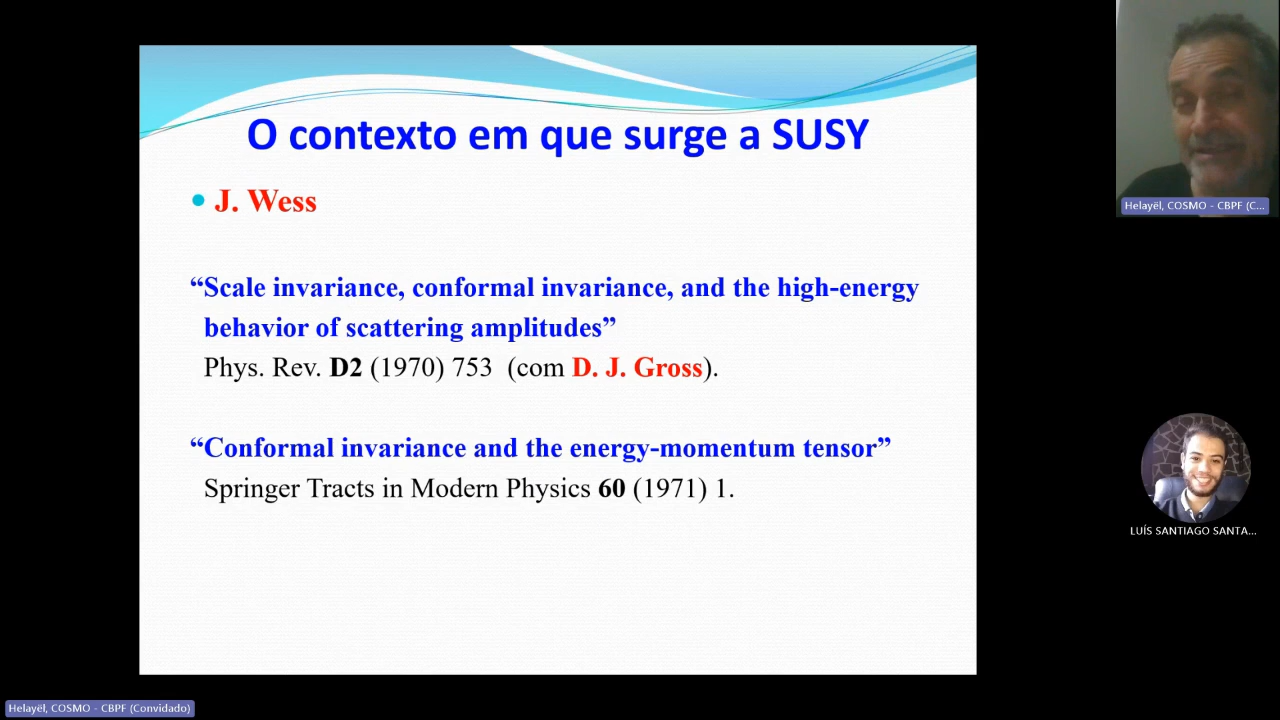 O contexto em que surge a SUSY
• J. Wess
“Scale invariance, conformal invariance, and the high-energy
behavior of scattering amplitudes”
Phys. Rev. D2 (1970) 753 (com D. J. Gross).
“Conformal invariance and the energy-momentum tensor”
Springer Tracts in Modern Physics 60 (1971) 1.
Helayël, COSMO - CBPF (C...
LUÍS SANTIAGO SANTA...
Helayël, COSMO - CBPF (Convidado)